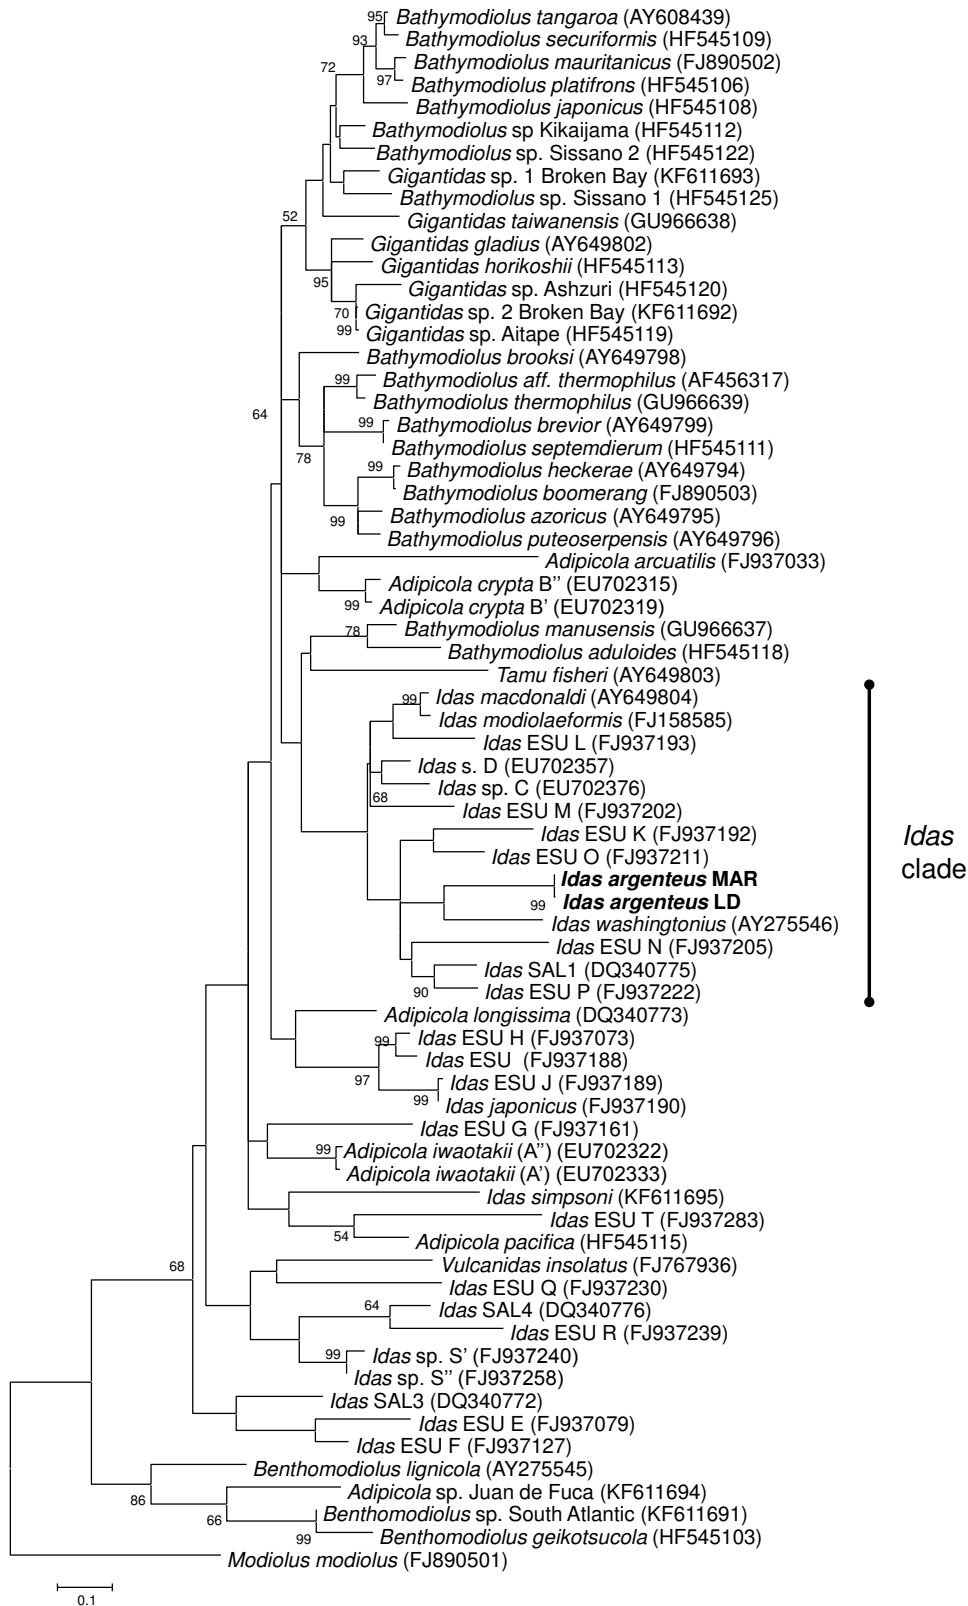 95
Bathymodiolus tangaroa (AY608439)
93
Bathymodiolus securiformis (HF545109)
Bathymodiolus mauritanicus (FJ890502)
72
97
Bathymodiolus platifrons (HF545106)
Bathymodiolus japonicus (HF545108)
Bathymodiolus sp Kikaijama (HF545112)
Bathymodiolus sp. Sissano 2 (HF545122)
Gigantidas sp. 1 Broken Bay (KF611693)
Bathymodiolus sp. Sissano 1 (HF545125)
52
Gigantidas taiwanensis (GU966638)
Gigantidas gladius (AY649802)
Gigantidas horikoshii (HF545113)
95
Gigantidas sp. Ashzuri (HF545120)
70
Gigantidas sp. 2 Broken Bay (KF611692)
99
Gigantidas sp. Aitape (HF545119)
Bathymodiolus brooksi (AY649798)
99
Bathymodiolus aff. thermophilus (AF456317)
Bathymodiolus thermophilus (GU966639)
64
99
Bathymodiolus brevior (AY649799)
Bathymodiolus septemdierum (HF545111)
78
99
Bathymodiolus heckerae (AY649794)
Bathymodiolus boomerang (FJ890503)
99
Bathymodiolus azoricus (AY649795)
Bathymodiolus puteoserpensis (AY649796)
Adipicola arcuatilis (FJ937033)
Adipicola crypta B'' (EU702315)
99
Adipicola crypta B' (EU702319)
78
Bathymodiolus manusensis (GU966637)
Bathymodiolus aduloides (HF545118)
Tamu fisheri (AY649803)
99
Idas macdonaldi (AY649804)
Idas modiolaeformis (FJ158585)
Idas ESU L (FJ937193)
Idas s. D (EU702357)
Idas sp. C (EU702376)
68
Idas ESU M (FJ937202)
Idas ESU K (FJ937192)
Idas ESU O (FJ937211)
Idas clade
Idas argenteus MAR
99
Idas argenteus LD
Idas washingtonius (AY275546)
Idas ESU N (FJ937205)
Idas SAL1 (DQ340775)
90
Idas ESU P (FJ937222)
Adipicola longissima (DQ340773)
99
Idas ESU H (FJ937073)
Idas ESU (FJ937188)
97
Idas ESU J (FJ937189)
99
Idas japonicus (FJ937190)
Idas ESU G (FJ937161)
99
Adipicola iwaotakii (A'') (EU702322)
Adipicola iwaotakii (A') (EU702333)
Idas simpsoni (KF611695)
Idas ESU T (FJ937283)
54
Adipicola pacifica (HF545115)
68
Vulcanidas insolatus (FJ767936)
Idas ESU Q (FJ937230)
64
Idas SAL4 (DQ340776)
Idas ESU R (FJ937239)
99
Idas sp. S' (FJ937240)
Idas sp. S'' (FJ937258)
Idas SAL3 (DQ340772)
Idas ESU E (FJ937079)
Idas ESU F (FJ937127)
Benthomodiolus lignicola (AY275545)
86
Adipicola sp. Juan de Fuca (KF611694)
66
Benthomodiolus sp. South Atlantic (KF611691)
99
Benthomodiolus geikotsucola (HF545103)
Modiolus modiolus (FJ890501)
0.1